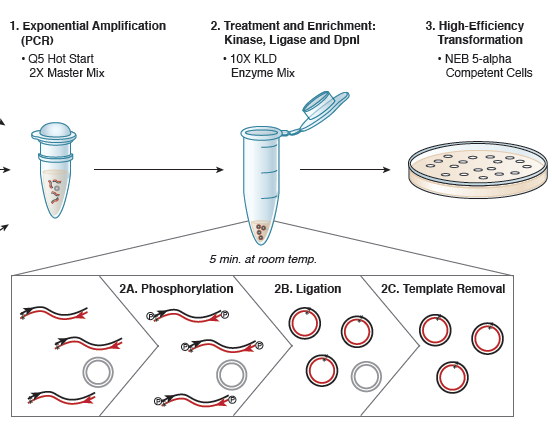 1. Exponential Amplification
(PCR)
• Q5 Hot Start
2X Master Mix
2. Treatment and Enrichment:
Kinase, Ligase and DpnI
• 10X KLD
Enzyme Mix
3. High-Efficiency
Transformation
• NEB 5-alpha
Competent Cells
5 min. at room temp.
2A. Phosphorylation
2B. Ligation
2C. Template Removal
P
P
P
P
P
P